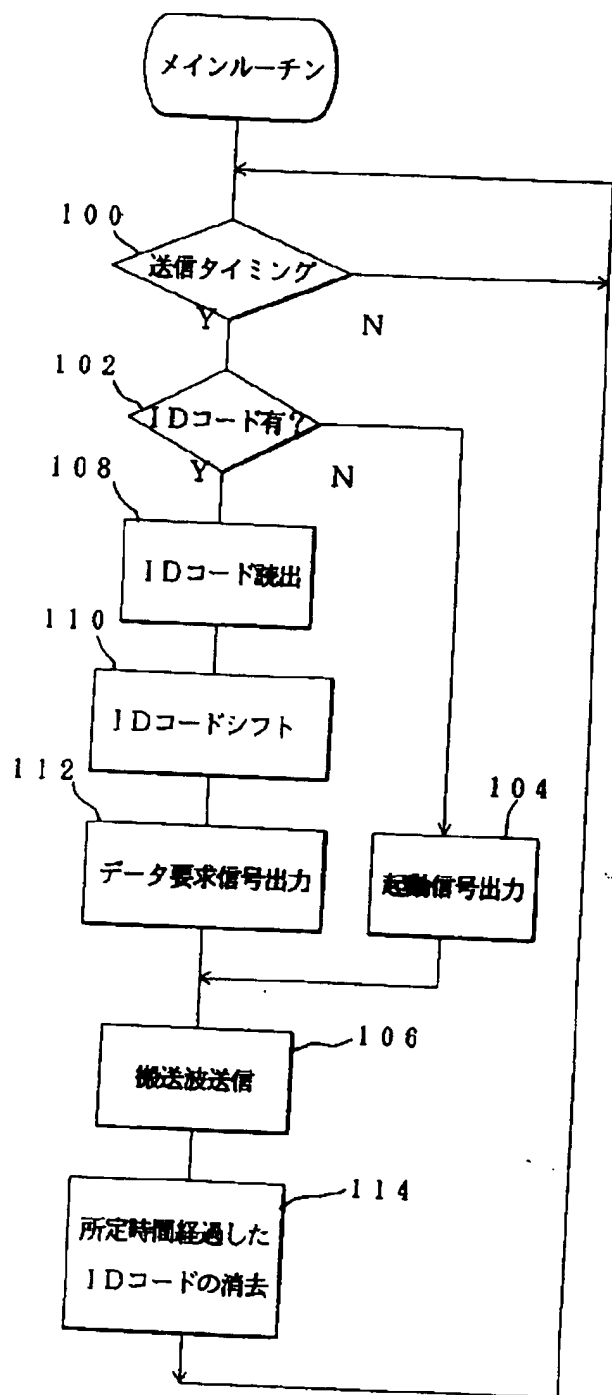 メインルーチン
100
送信タイミング
Y
N
102
IDコード有?
Y
N
108
IDコード読出
110
IDコードシフト
112
データ要求信号出力
104
起動信号出力
106
搬送波送信
114
所定時間経過した
IDコードの消去